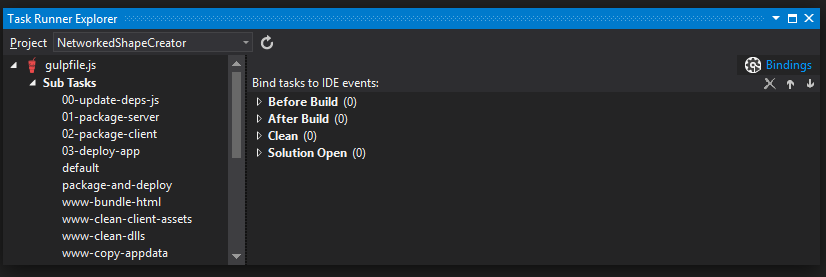 Task Runner Explorer
Project NetworkedShapeCreator
gulpfile.js
Sub Tasks
00-update-deps-js
01-package-server
02-package-client
03-deploy-app
default
package-and-deploy
www-bundle-html
www-clean-client-assets
www-clean-dlls
www-copy-appdata
Bindings
Bind tasks to IDE events:
Before Build (0)
After Build (0)
Clean (0)
Solution Open (0)